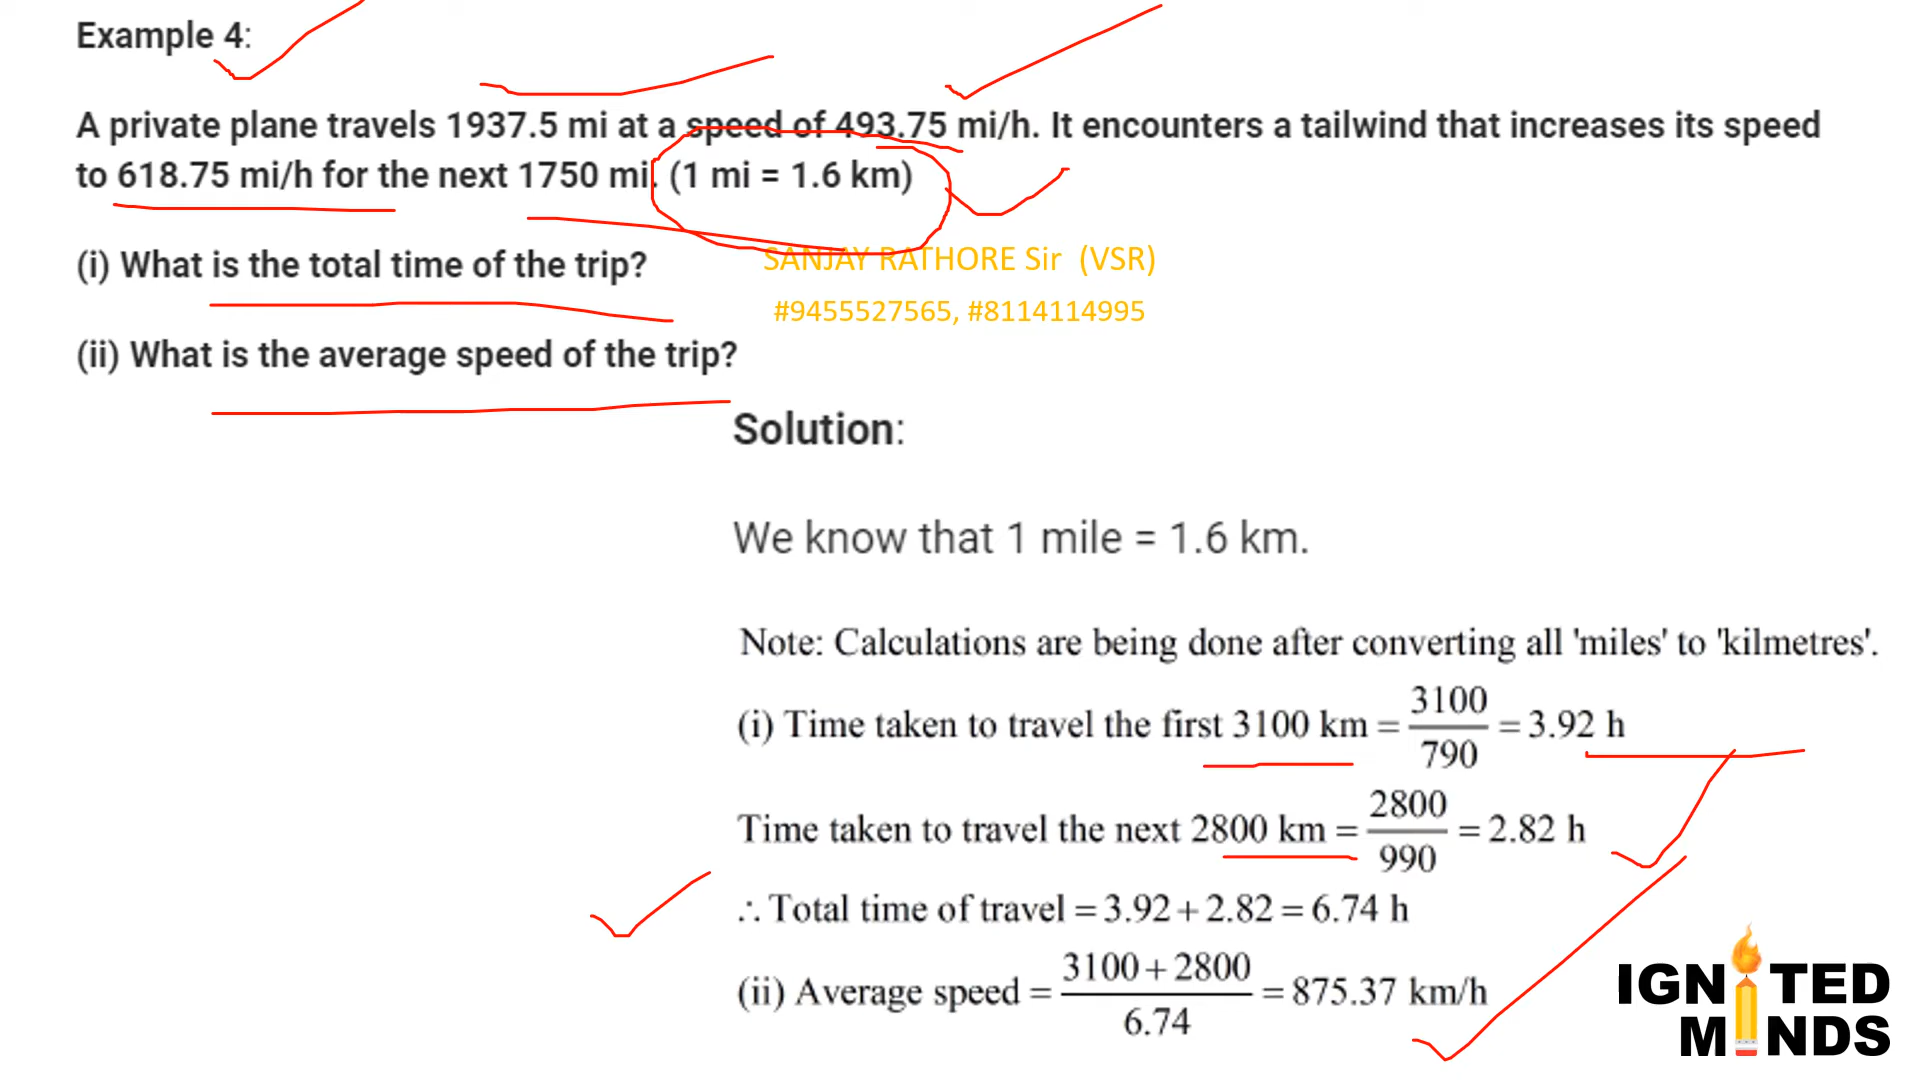 Example 4:
A private plane travels 1937.5 mi at a speed of 493.75 mi/h. It encounters a tailwind that increases its speed
to 618.75 mi/h for the next 1750 mi. (1 mi = 1.6 km)
(i) What is the total time of the trip?
SANJAY RATHORE Sir (VSR)
#9455527565, #8114114995
(ii) What is the average speed of the trip?
Solution:
We know that 1 mile = 1.6 km.
Note: Calculations are being done after converting all 'miles' to 'kilmetres'.
(i) Time taken to travel the first 3100 km = 3100/790 = 3.92 h
Time taken to travel the next 2800 km = 2800/990 = 2.82 h
∴ Total time of travel = 3.92 + 2.82 = 6.74 h
(ii) Average speed = 3100 + 2800/6.74 = 875.37 km/h
IGNITED
MINDS